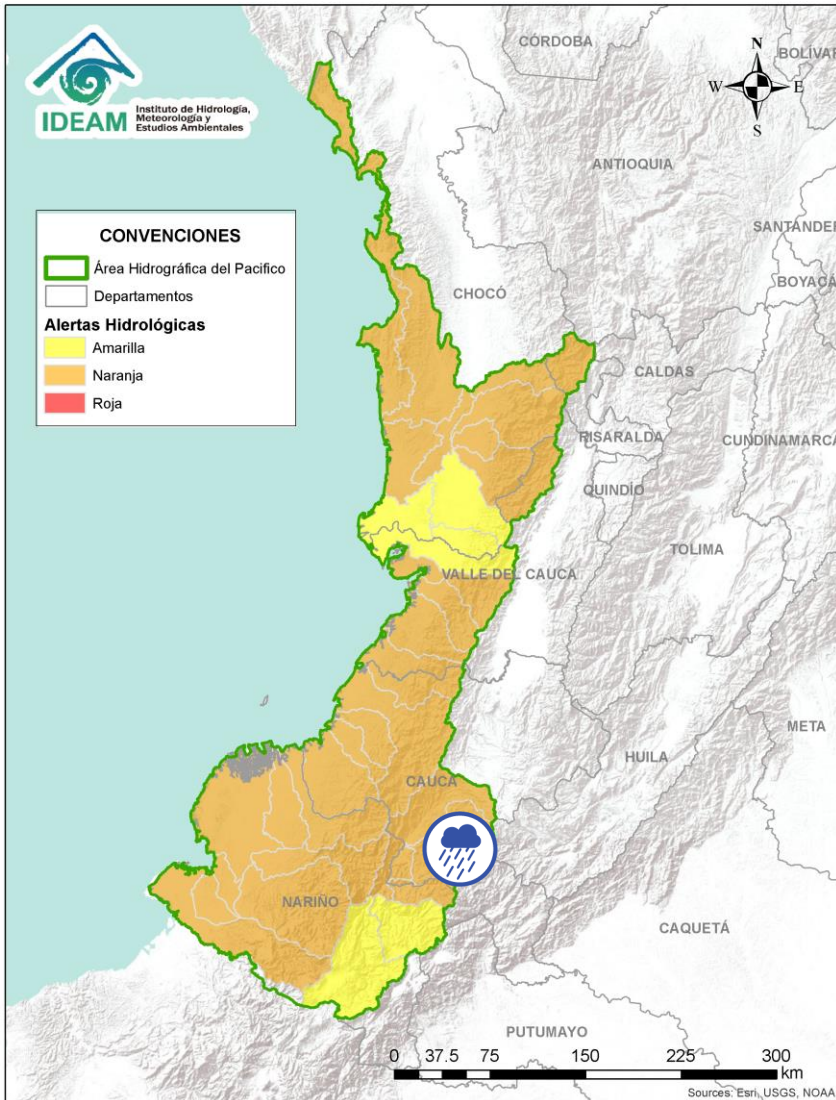 IDEAM
Instituto de Hidrología,
Meteorología y
Estudios Ambientales
CONVENCIONES
Área Hidrográfica del Pacifico
Departamentos
Alertas Hidrológicas
Amarilla
Naranja
Roja
N
W
E
S
CÓRDOBA
BOLÍVAR
ANTIOQUIA
SANTANDER
BOYACÁ
CHOCÓ
CALDAS
RISARALDA
CUNDINAMARCA
QUINDÍO
TOLIMA
VALLE DEL CAUCA
META
HUILA
CAUCA
NARIÑO
CAQUETÁ
PUTUMAYO
0 37.5 75 150 225 300
km
Sources: Esri, USGS, NOAA